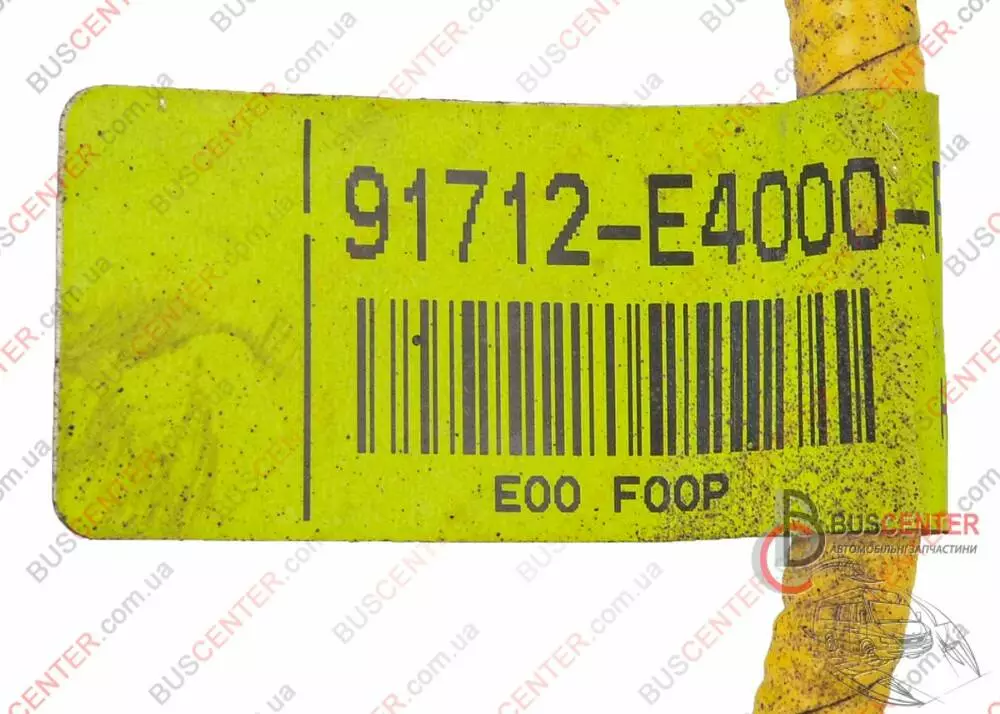 91712-E4000-
E00 F00P
BUSCENTER
АВТОМОБІЛЬНІ ЗАПЧАСТИНИ
BUSCENTER.com.ua